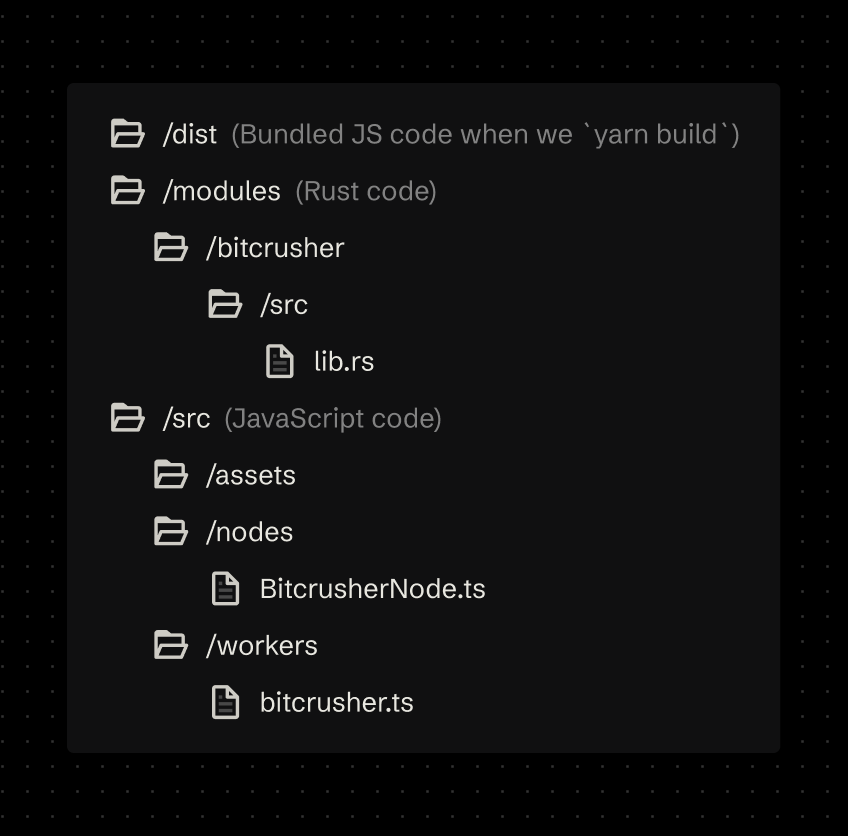 /dist (Bundled JS code when we `yarn build`)
/modules (Rust code)
/bitcrusher
/src
lib.rs
/src (JavaScript code)
/assets
/nodes
BitcrusherNode.ts
/workers
bitcrusher.ts